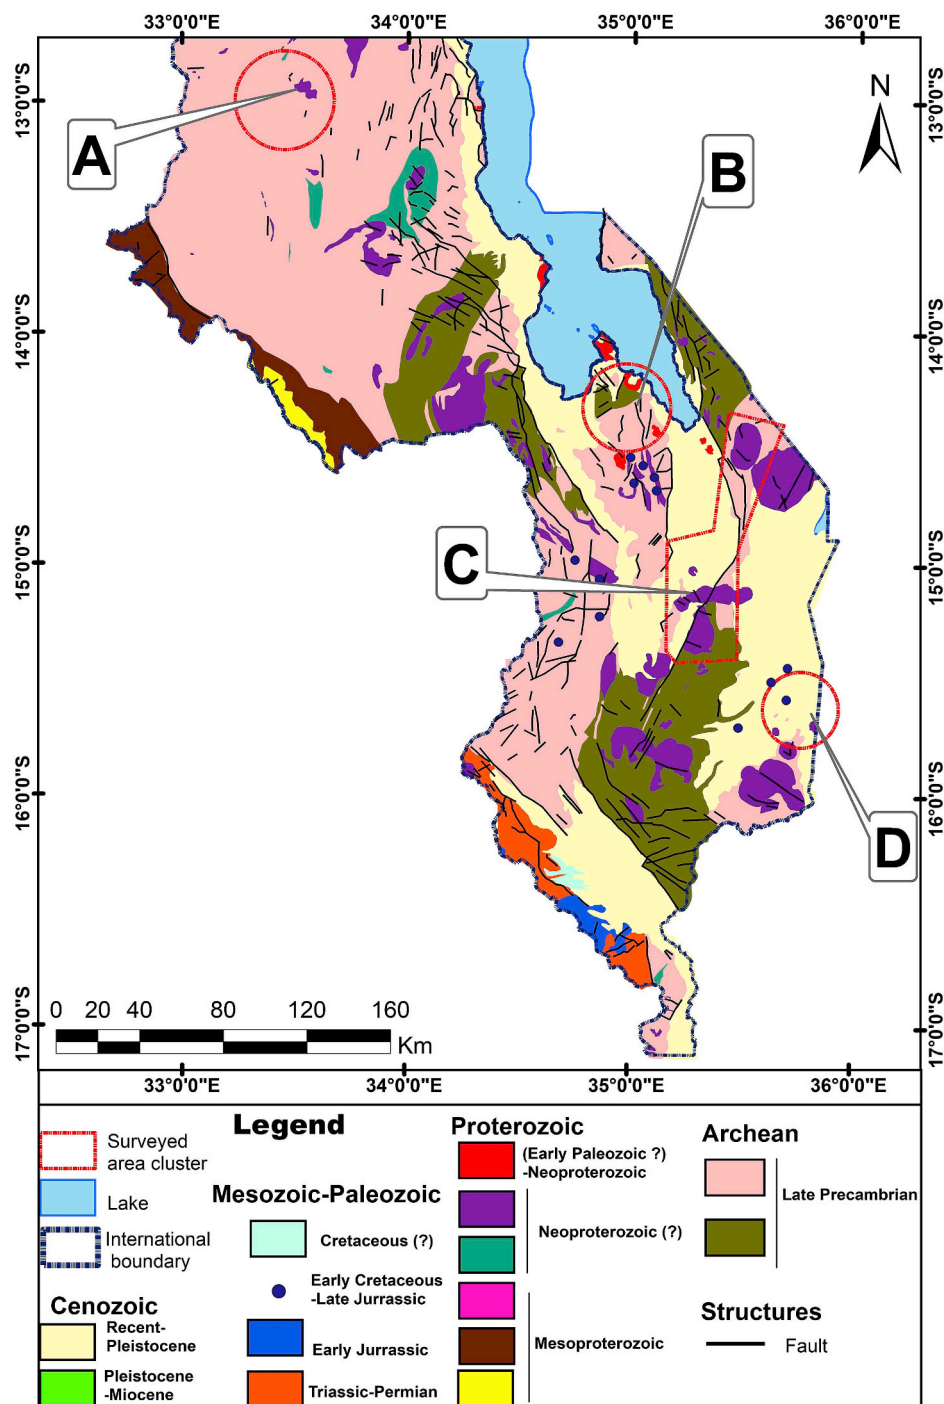 33°0'0"E 34°0'0"E 35°0'0"E 36°0'0"E
13°0'0"S
13°0'0"S
N
A
B
14°0'0"S
14°0'0"S
C
15°0'0"S
15°0'0"S
D
16°0'0"S
16°0'0"S
0 20 40 80 120 160
Km
17°0'0"S
17°0'0"S
33°0'0"E 34°0'0"E 35°0'0"E 36°0'0"E
Legend
Surveyed
area cluster
Lake
International
boundary
Cenozoic
Recent-
Pleistocene
Pleistocene
-Miocene
Mesozoic-Paleozoic
Cretaceous (?)
Early Cretaceous
-Late Jurrassic
Early Jurrassic
Triassic-Permian
Proterozoic
(Early Paleozoic ?)
-Neoproterozoic
Neoproterozoic (?)
Mesoproterozoic
Archean
Late Precambrian
Structures
Fault